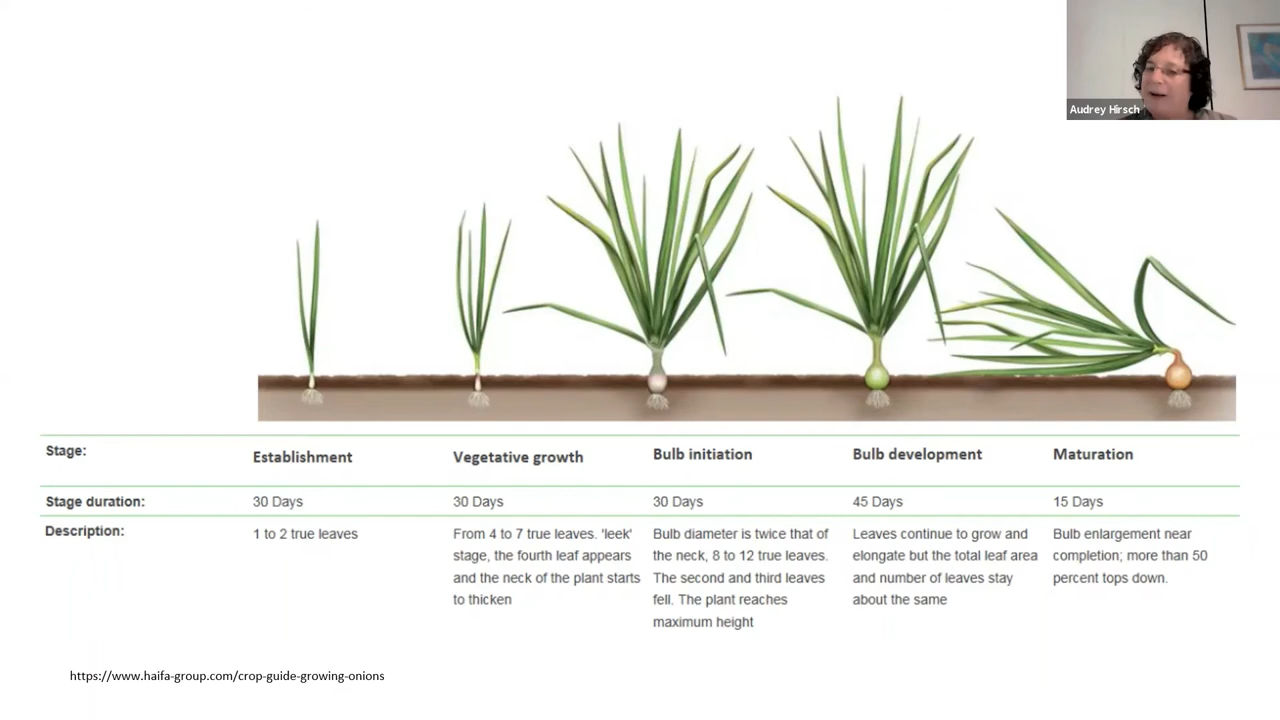 Audrey Hirsch
Stage:
Establishment
Vegetative growth
Bulb initiation
Bulb development
Maturation
Stage duration:
30 Days
30 Days
30 Days
45 Days
15 Days
Description:
1 to 2 true leaves
From 4 to 7 true leaves. 'leek'
stage, the fourth leaf appears
and the neck of the plant starts
to thicken
Bulb diameter is twice that of
the neck, 8 to 12 true leaves.
The second and third leaves
fell. The plant reaches
maximum height
Leaves continue to grow and
elongate but the total leaf area
and number of leaves stay
about the same
Bulb enlargement near
completion; more than 50
percent tops down.
https://www.haifa-group.com/crop-guide-growing-onions